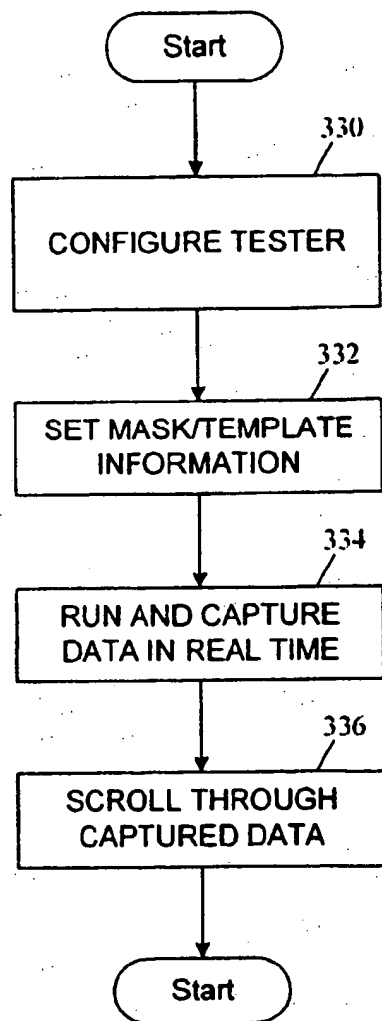 Start
330
CONFIGURE TESTER
332
SET MASK/TEMPLATE
INFORMATION
334
RUN AND CAPTURE
DATA IN REAL TIME
336
SCROLL THROUGH
CAPTURED DATA
Start